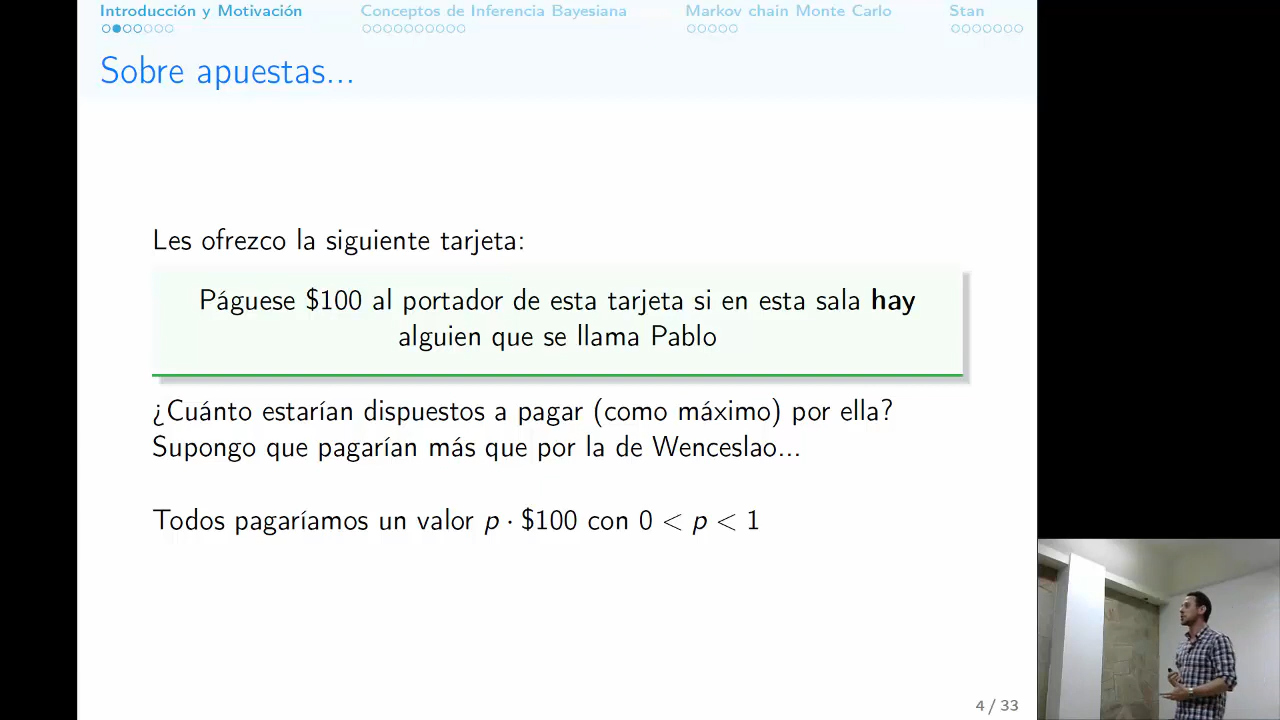 Introducción y Motivación
Conceptos de Inferencia Bayesiana
Markov chain Monte Carlo
Stan
Sobre apuestas...
Les ofrezco la siguiente tarjeta:
Páguese $100 al portador de esta tarjeta si en esta sala hay
alguien que se llama Pablo
¿Cuánto estarían dispuestos a pagar (como máximo) por ella?
Supongo que pagarían más que por la de Wenceslao...
Todos pagaríamos un valor p · $100 con 0 < p < 1
4 / 33